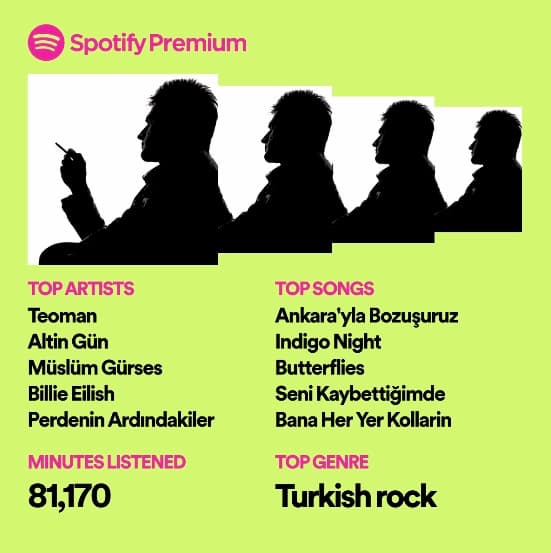 Spotify Premium
TOP ARTISTS
Teoman
Altin Gün
Müslüm Gürses
Billie Eilish
Perdenin Ardındakiler
TOP SONGS
Ankara'yla Bozuşuruz
Indigo Night
Butterflies
Seni Kaybettiğimde
Bana Her Yer Kollarin
MINUTES LISTENED
81,170
TOP GENRE
Turkish rock